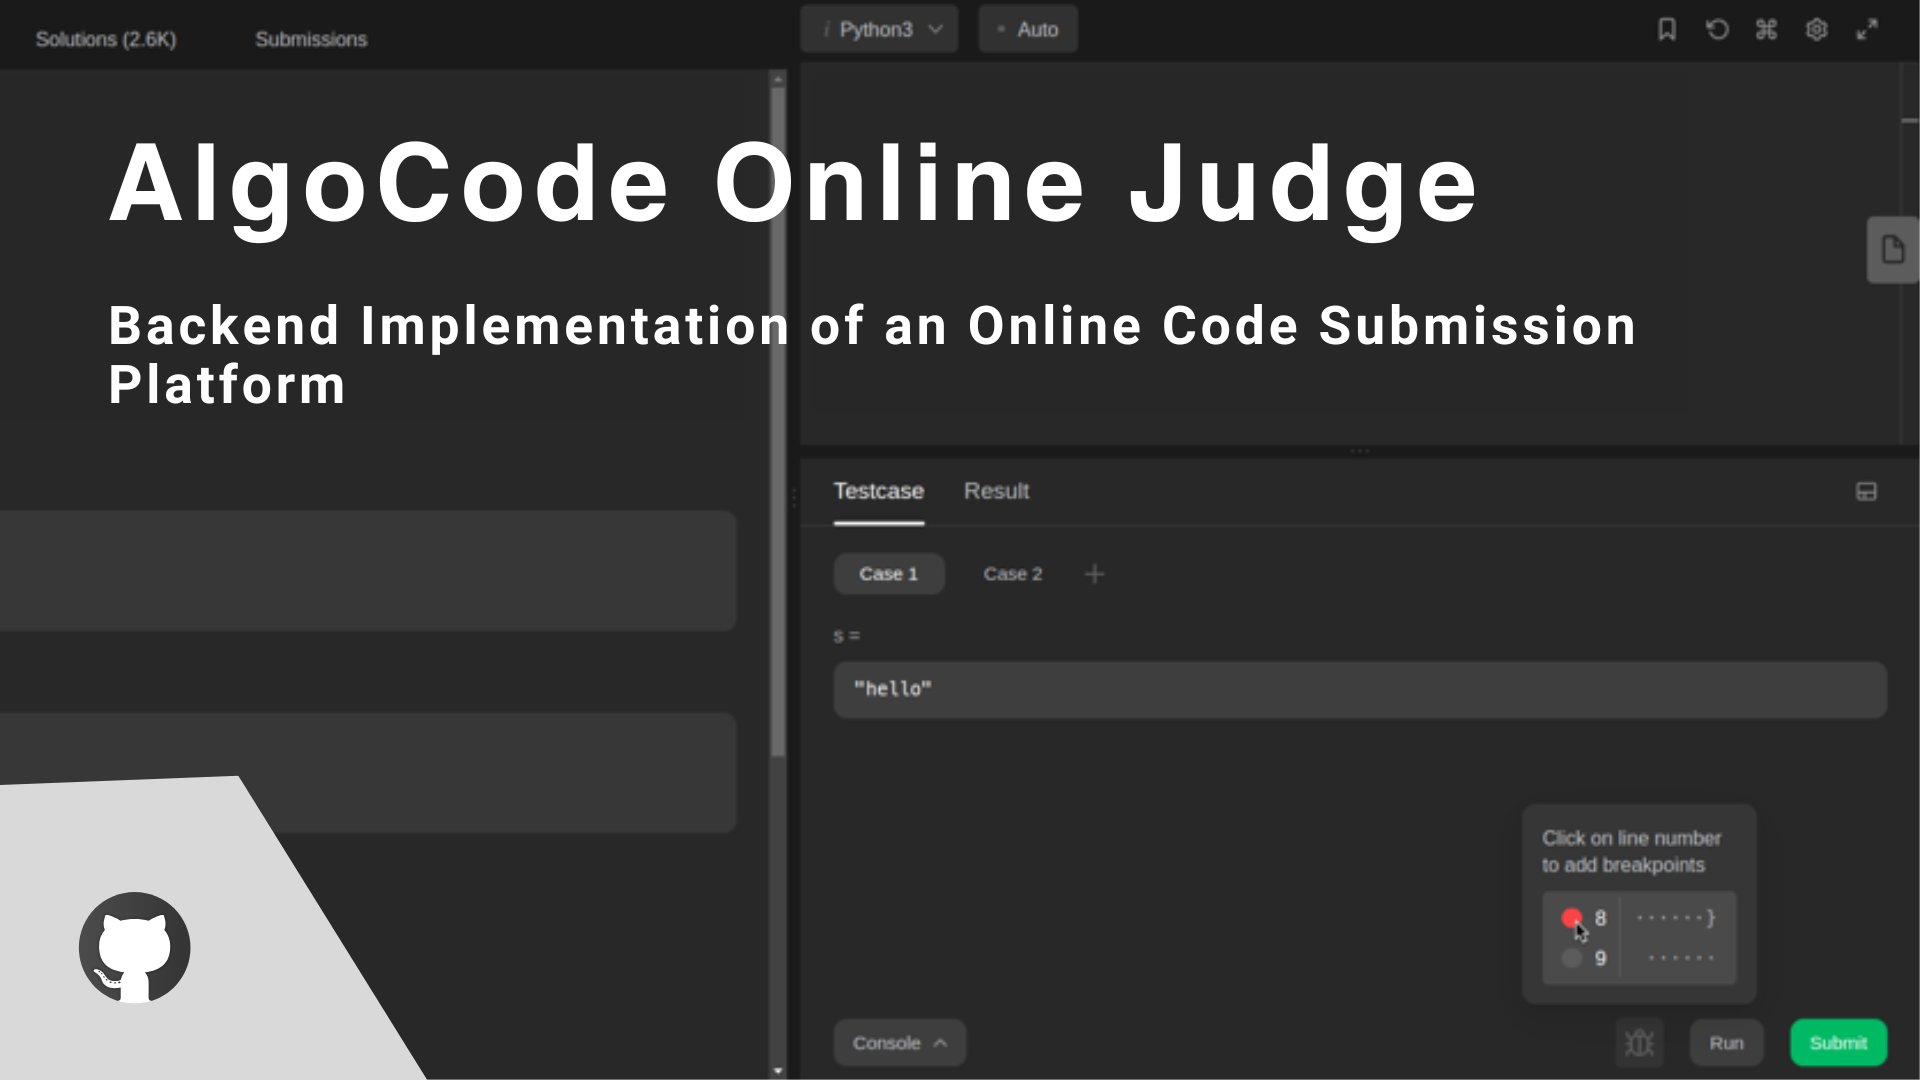 Solutions (2.6K)
Submissions
i Python3
Auto
AlgoCode Online Judge
Backend Implementation of an Online Code Submission
Platform
Testcase
Result
Case 1
Case 2
s =
"hello"
Click on line number
to add breakpoints
8 ······}
9 ······
Console
Run
Submit